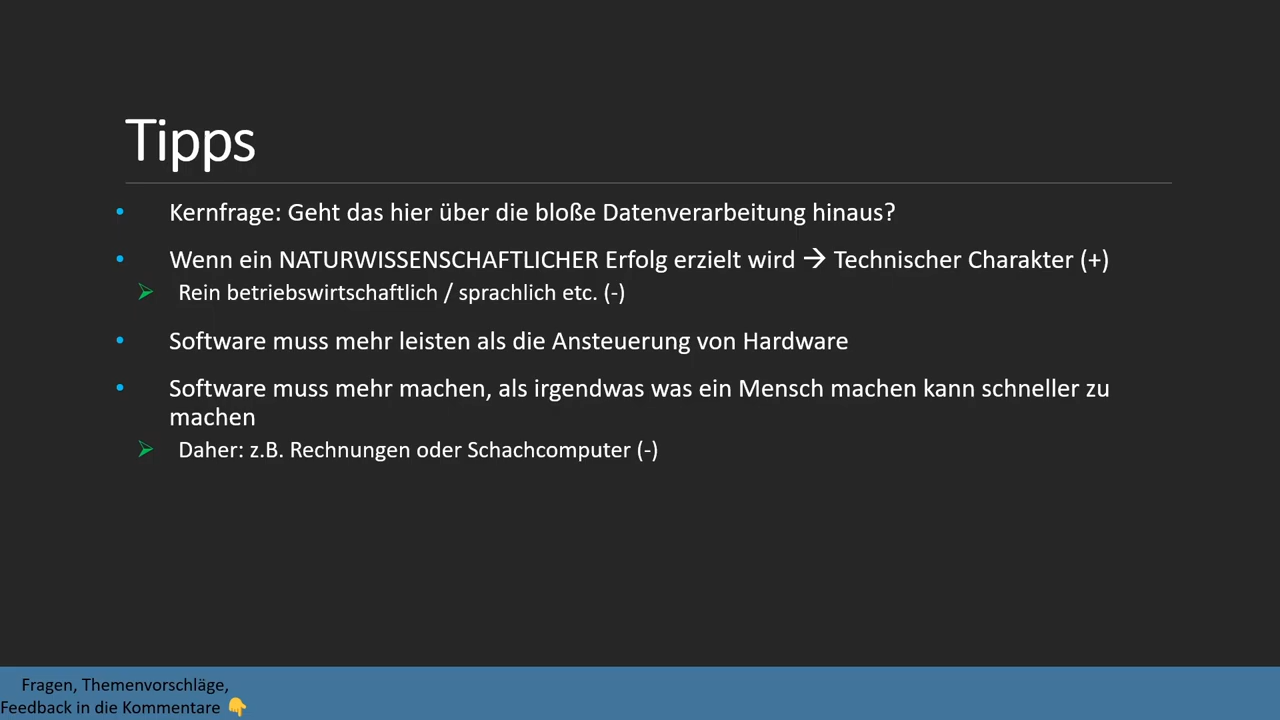 Tipps
• Kernfrage: Geht das hier über die bloße Datenverarbeitung hinaus?
• Wenn ein NATURWISSENSCHAFTLICHER Erfolg erzielt wird → Technischer Charakter (+)
➢ Rein betriebswirtschaftlich / sprachlich etc. (-)
• Software muss mehr leisten als die Ansteuerung von Hardware
• Software muss mehr machen, als irgendwas was ein Mensch machen kann schneller zu
machen
➢ Daher: z.B. Rechnungen oder Schachcomputer (-)
Fragen, Themenvorschläge,
Feedback in die Kommentare 👇